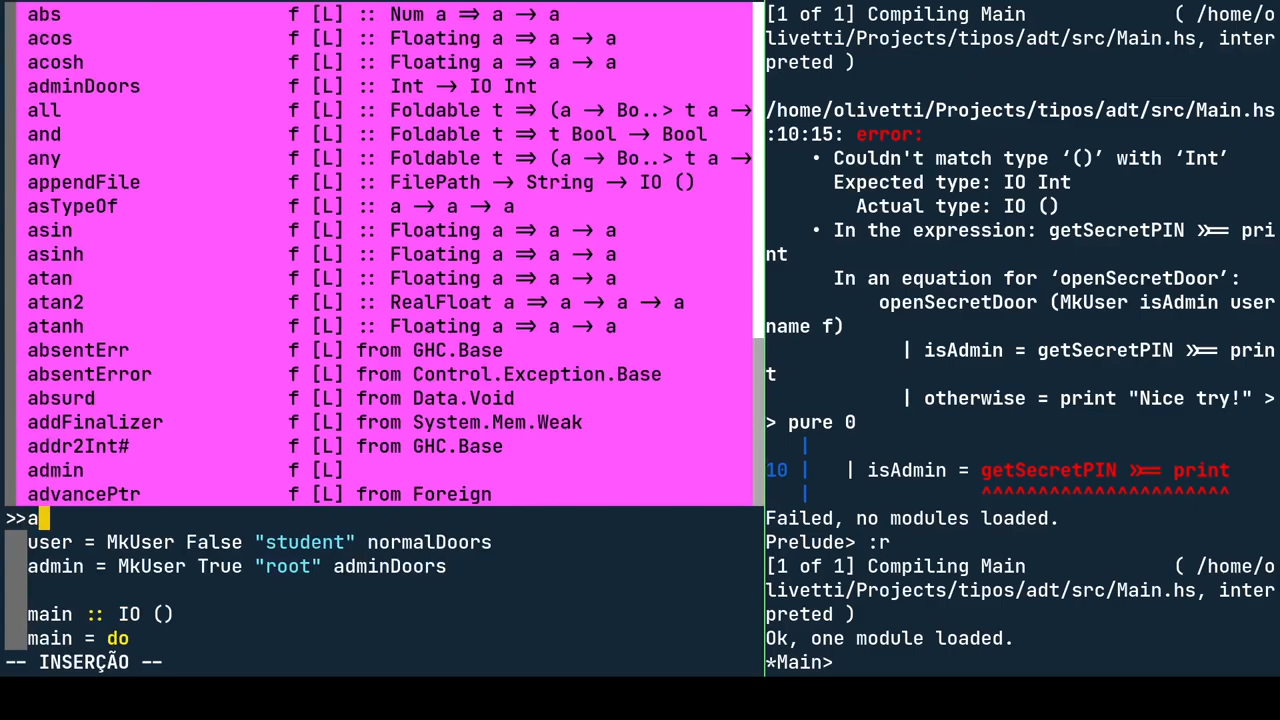 abs f [L] :: Num a => a -> a
acos f [L] :: Floating a => a -> a
acosh f [L] :: Floating a => a -> a
adminDoors f [L] :: Int -> IO Int
all f [L] :: Foldable t => (a -> Bo..> t a ->
and f [L] :: Foldable t => t Bool -> Bool
any f [L] :: Foldable t => (a -> Bo..> t a ->
appendFile f [L] :: FilePath -> String -> IO ()
asTypeOf f [L] :: a -> a -> a
asin f [L] :: Floating a => a -> a
asinh f [L] :: Floating a => a -> a
atan f [L] :: Floating a => a -> a
atan2 f [L] :: RealFloat a => a -> a -> a
atanh f [L] :: Floating a => a -> a
absentErr f [L] from GHC.Base
absentError f [L] from Control.Exception.Base
absurd f [L] from Data.Void
addFinalizer f [L] from System.Mem.Weak
addr2Int# f [L] from GHC.Base
admin f [L]
advancePtr f [L] from Foreign
>>a
user = MkUser False "student" normalDoors
admin = MkUser True "root" adminDoors
main :: IO ()
main = do
-- INSERÇÃO --
[1 of 1] Compiling Main ( /home/o
livetti/Projects/tipos/adt/src/Main.hs, inter
preted )
/home/olivetti/Projects/tipos/adt/src/Main.hs
:10:15: error:
• Couldn't match type ‘()’ with ‘Int’
Expected type: IO Int
Actual type: IO ()
• In the expression: getSecretPIN >>= pri
nt
In an equation for ‘openSecretDoor’:
openSecretDoor (MkUser isAdmin user
name f)
| isAdmin = getSecretPIN >>= prin
t
| otherwise = print "Nice try!" >
> pure 0
|
10 | | isAdmin = getSecretPIN >>= print
| ^^^^^^^^^^^^^^^^^^^^^^
Failed, no modules loaded.
Prelude> :r
[1 of 1] Compiling Main ( /home/o
livetti/Projects/tipos/adt/src/Main.hs, inter
preted )
Ok, one module loaded.
*Main>